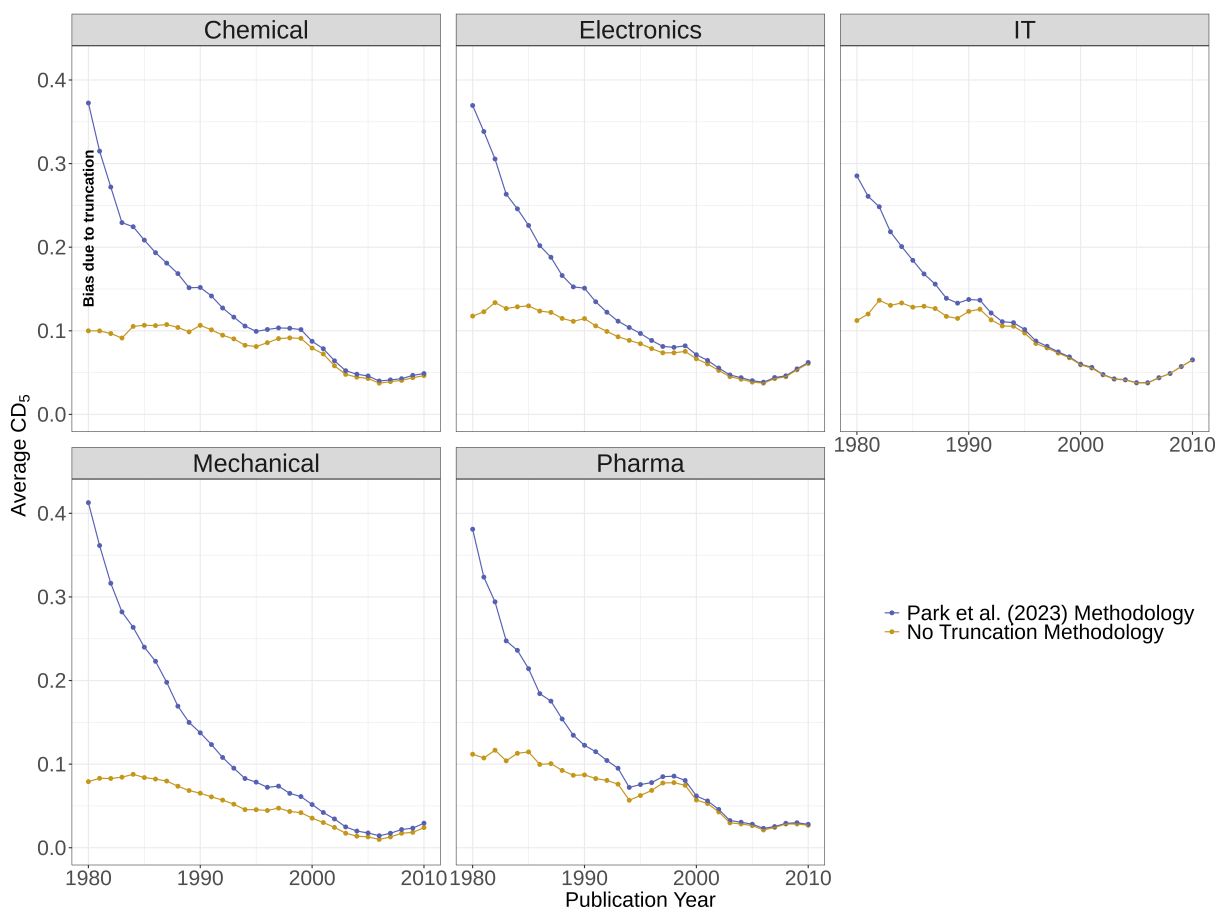 Chemical
Electronics
IT
0.4
0.3
0.2
0.1
0.0
Bias due to truncation
1980
1990
2000
2010
Average CD5
Mechanical
Pharma
0.4
0.3
0.2
0.1
0.0
Park et al. (2023) Methodology
No Truncation Methodology
1980
1990
2000
2010
1980
1990
2000
2010
Publication Year